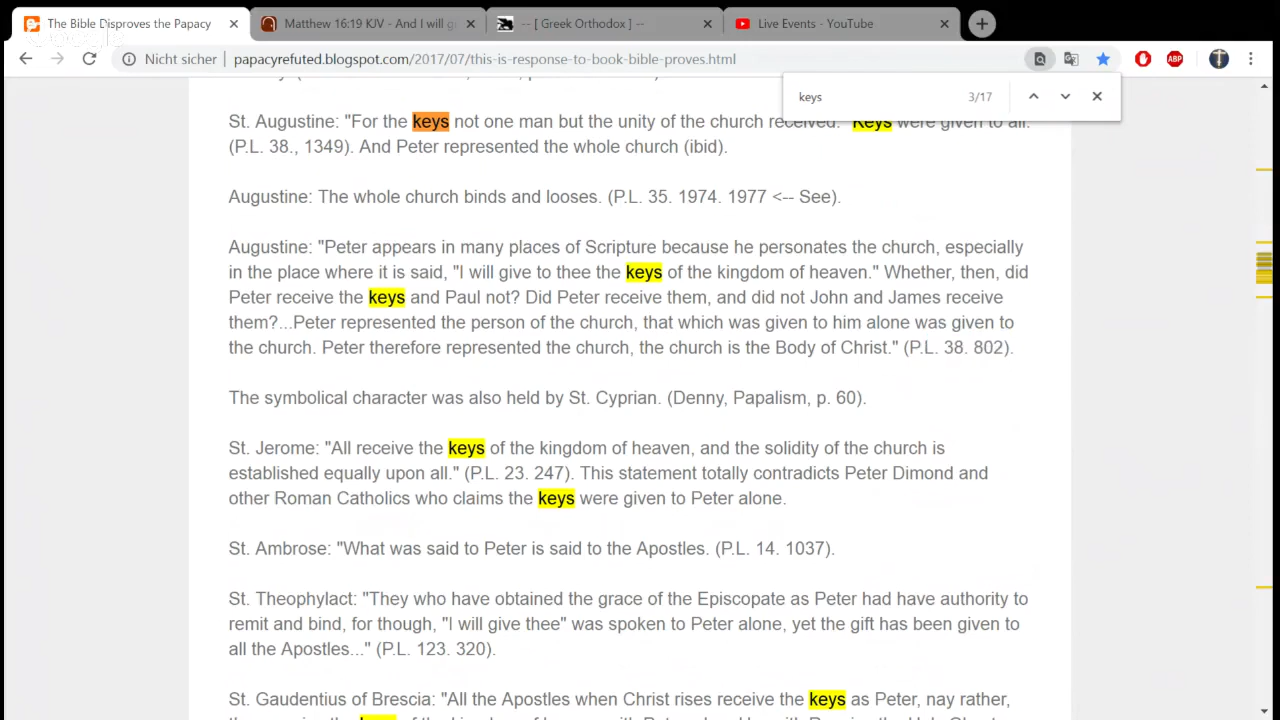 The Bible Disproves the Papacy
Matthew 16:19 KJV - And I will g
-- [ Greek Orthodox ] --
Live Events - YouTube
Nicht sicher
papacyrefuted.blogspot.com/2017/07/this-is-response-to-book-bible-proves.html
ABP
keys
3/17
St. Augustine: "For the keys not one man but the unity of the church received." "Keys were given to all."
(P.L. 38., 1349). And Peter represented the whole church (ibid).
Augustine: The whole church binds and looses. (P.L. 35. 1974. 1977 <-- See).
Augustine: "Peter appears in many places of Scripture because he personates the church, especially
in the place where it is said, "I will give to thee the keys of the kingdom of heaven." Whether, then, did
Peter receive the keys and Paul not? Did Peter receive them, and did not John and James receive
them?...Peter represented the person of the church, that which was given to him alone was given to
the church. Peter therefore represented the church, the church is the Body of Christ." (P.L. 38. 802).
The symbolical character was also held by St. Cyprian. (Denny, Papalism, p. 60).
St. Jerome: "All receive the keys of the kingdom of heaven, and the solidity of the church is
established equally upon all." (P.L. 23. 247). This statement totally contradicts Peter Dimond and
other Roman Catholics who claims the keys were given to Peter alone.
St. Ambrose: "What was said to Peter is said to the Apostles. (P.L. 14. 1037).
St. Theophylact: "They who have obtained the grace of the Episcopate as Peter had have authority to
remit and bind, for though, "I will give thee" was spoken to Peter alone, yet the gift has been given to
all the Apostles..." (P.L. 123. 320).
St. Gaudentius of Brescia: "All the Apostles when Christ rises receive the keys as Peter, nay rather,